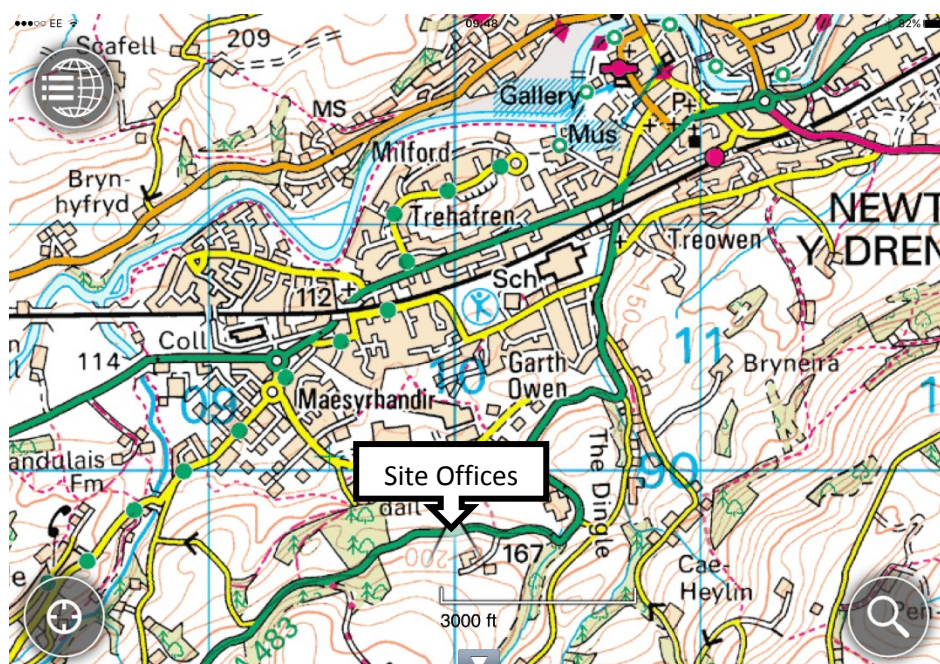 EE
09:48
82%
Scafell
209
MS
Gallery
P
Mus
Milford
Bryn-
hyfryd
Trehafren
NEWT
Treowen
Y DREN
150
Sch
112
Coll
114
10
11
Garth
Owen
Bryneira
09
Maesyrhandir
1
andulais
Fm
Site Offices
The Dingle
90
dail
200
167
Cae-
Heylin
e
3000 ft
Pen-
483